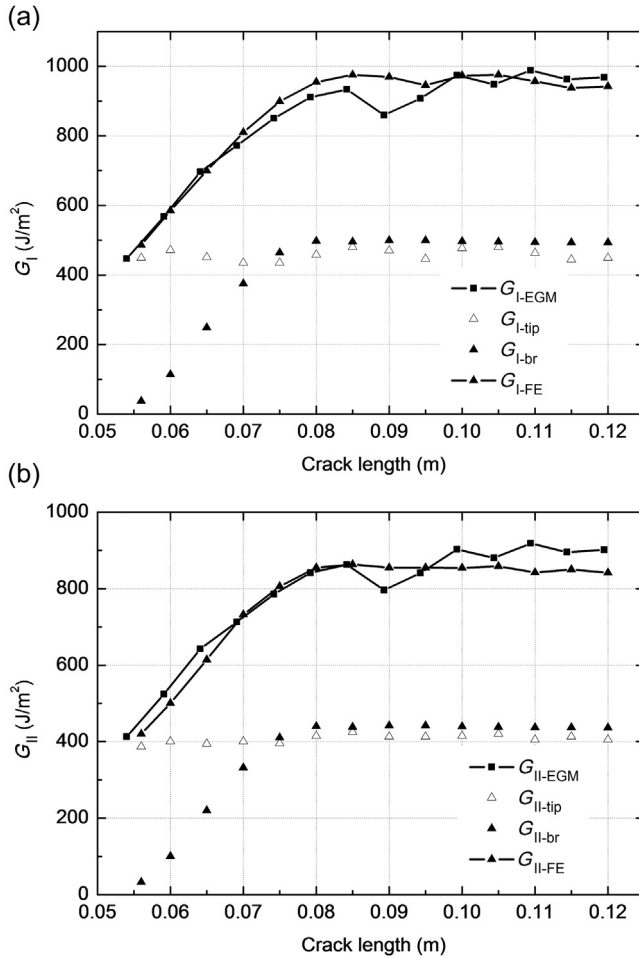 (a)
1000
800
600
400
200
0
G_I (J/m²)
G_I-EGM
G_I-tip
G_I-br
G_I-FE
0.05 0.06 0.07 0.08 0.09 0.10 0.11 0.12
Crack length (m)
(b)
1000
800
600
400
200
0
G_II (J/m²)
G_II-EGM
G_II-tip
G_II-br
G_II-FE
0.05 0.06 0.07 0.08 0.09 0.10 0.11 0.12
Crack length (m)